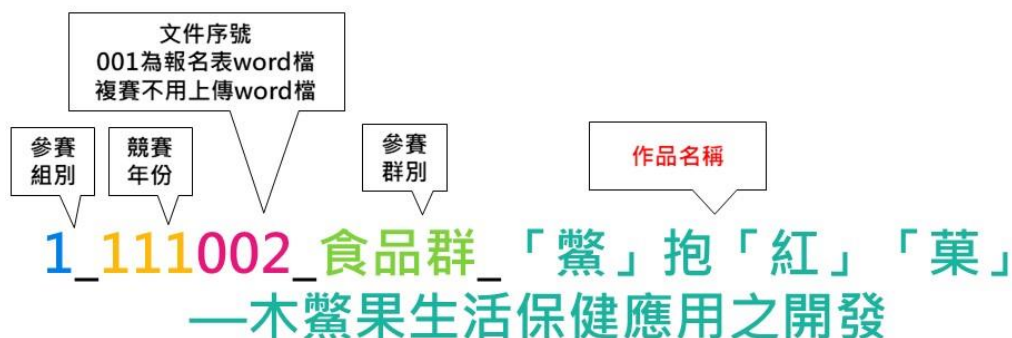 文件序號
001為報名表word檔
複賽不用上傳word檔
參賽
組別
競賽
年份
參賽
群別
作品名稱
1_111002_食品群_「鱉」抱「紅」「菓」
—木鱉果生活保健應用之開發